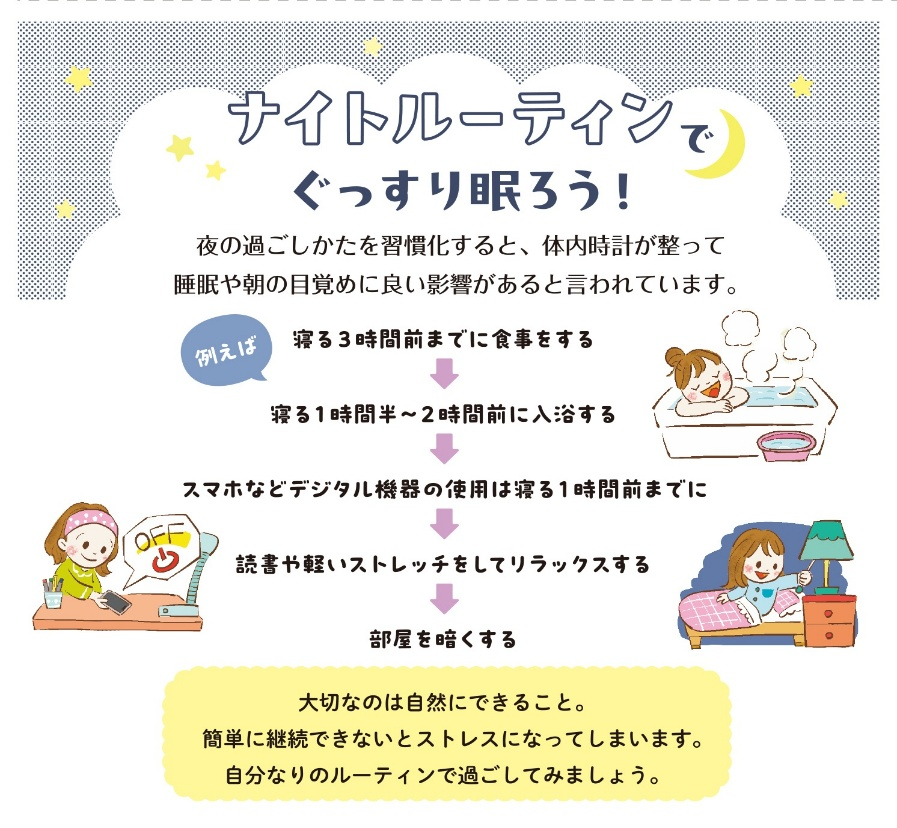 ナイトルーティンで
ぐっすり眠ろう！
夜の過ごしかたを習慣化すると、体内時計が整って
睡眠や朝の目覚めに良い影響があると言われています。
例えば
寝る3時間前までに食事をする
寝る1時間半～2時間前に入浴する
スマホなどデジタル機器の使用は寝る1時間前までに
OFF
読書や軽いストレッチをしてリラックスする
部屋を暗くする
大切なのは自然にできること。
簡単に継続できないとストレスになってしまいます。
自分なりのルーティンで過ごしてみましょう。